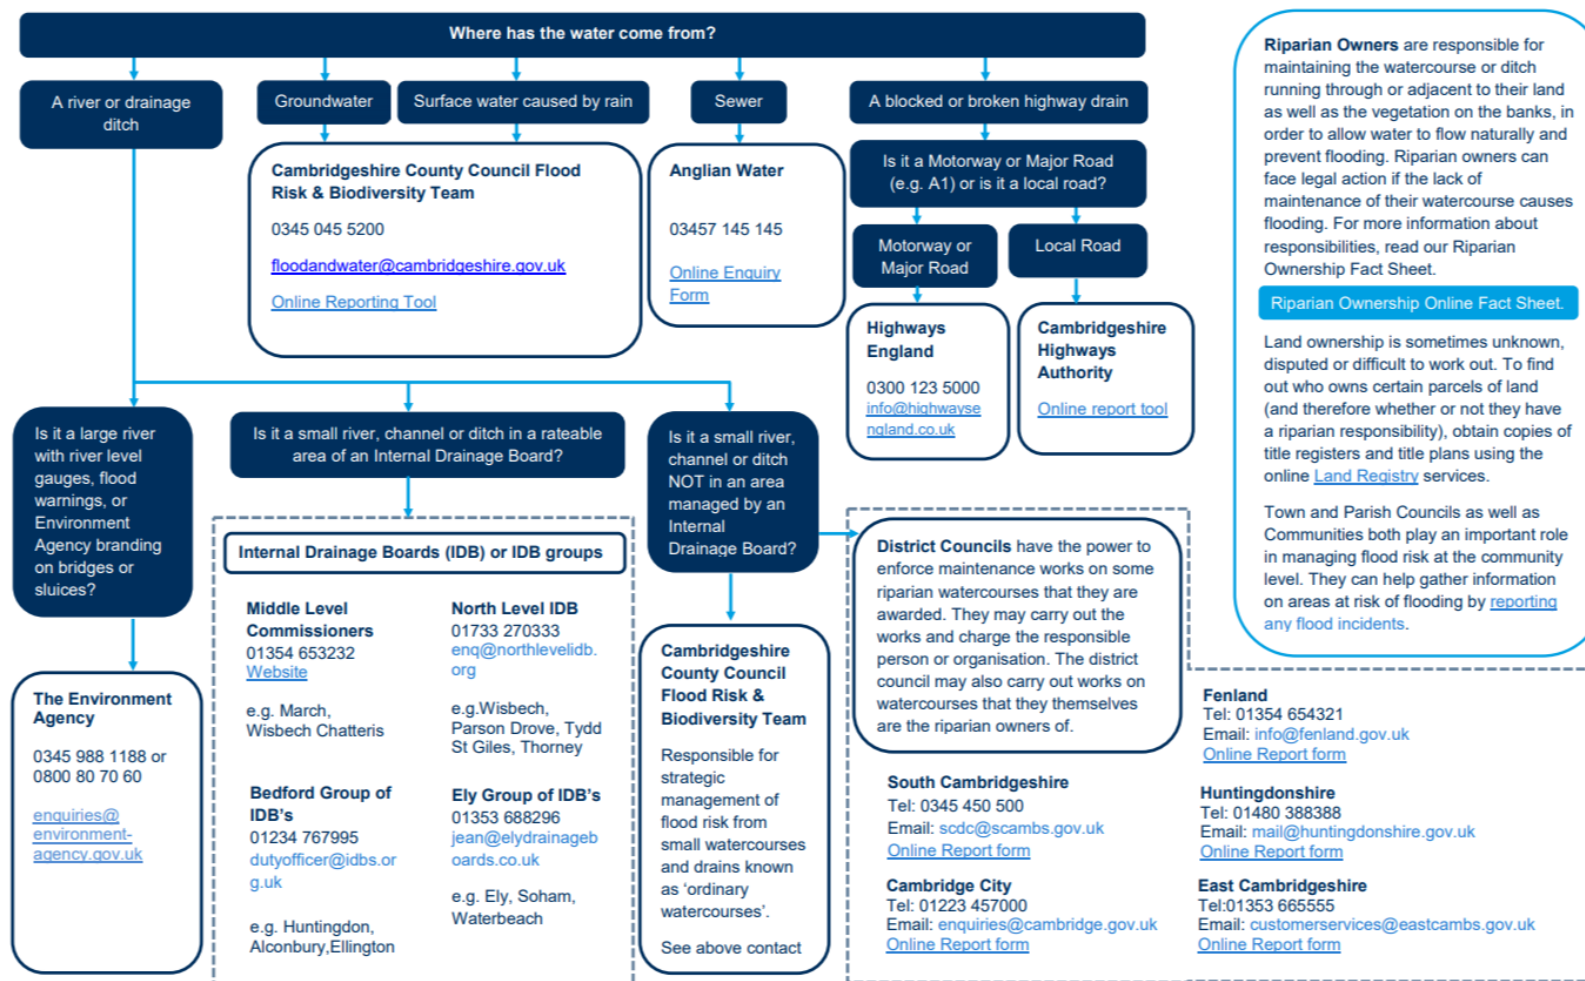 Where has the water come from?
A river or drainage
ditch
Groundwater
Surface water caused by rain
Sewer
A blocked or broken highway drain
Cambridgeshire County Council Flood
Risk & Biodiversity Team
0345 045 5200
floodandwater@cambridgeshire.gov.uk
Online Reporting Tool
Anglian Water
03457 145 145
Online Enquiry
Form
Is it a Motorway or Major Road
(e.g. A1) or is it a local road?
Motorway or
Major Road
Local Road
Highways
England
0300 123 5000
info@highwayse
ngland.co.uk
Cambridgeshire
Highways
Authority
Online report tool
Is it a large river
with river level
gauges, flood
warnings, or
Environment
Agency branding
on bridges or
sluices?
The Environment
Agency
0345 988 1188 or
0800 80 70 60
enquiries@
environment-
agency.gov.uk
Is it a small river, channel or ditch in a rateable
area of an Internal Drainage Board?
Internal Drainage Boards (IDB) or IDB groups
Middle Level
Commissioners
01354 653232
Website
e.g. March,
Wisbech Chatteris
North Level IDB
01733 270333
enq@northlevelidb.
org
e.g.Wisbech,
Parson Drove, Tydd
St Giles, Thorney
Bedford Group of
IDB's
01234 767995
dutyofficer@idbs.or
g.uk
e.g. Huntingdon,
Alconbury,Ellington
Ely Group of IDB's
01353 688296
jean@elydrainageb
oards.co.uk
e.g. Ely, Soham,
Waterbeach
Is it a small river,
channel or ditch
NOT in an area
managed by an
Internal
Drainage Board?
Cambridgeshire
County Council
Flood Risk &
Biodiversity Team
Responsible for
strategic
management of
flood risk from
small watercourses
and drains known
as 'ordinary
watercourses'.
See above contact
District Councils have the power to
enforce maintenance works on some
riparian watercourses that they are
awarded. They may carry out the
works and charge the responsible
person or organisation. The district
council may also carry out works on
watercourses that they themselves
are the riparian owners of.
South Cambridgeshire
Tel: 0345 450 500
Email: scdc@scambs.gov.uk
Online Report form
Cambridge City
Tel: 01223 457000
Email: enquiries@cambridge.gov.uk
Online Report form
Fenland
Tel: 01354 654321
Email: info@fenland.gov.uk
Online Report form
Huntingdonshire
Tel: 01480 388388
Email: mail@huntingdonshire.gov.uk
Online Report form
East Cambridgeshire
Tel:01353 665555
Email: customerservices@eastcambs.gov.uk
Online Report form
Riparian Owners are responsible for
maintaining the watercourse or ditch
running through or adjacent to their land
as well as the vegetation on the banks, in
order to allow water to flow naturally and
prevent flooding. Riparian owners can
face legal action if the lack of
maintenance of their watercourse causes
flooding. For more information about
responsibilities, read our Riparian
Ownership Fact Sheet.
Riparian Ownership Online Fact Sheet.
Land ownership is sometimes unknown,
disputed or difficult to work out. To find
out who owns certain parcels of land
(and therefore whether or not they have
a riparian responsibility), obtain copies of
title registers and title plans using the
online Land Registry services.
Town and Parish Councils as well as
Communities both play an important role
in managing flood risk at the community
level. They can help gather information
on areas at risk of flooding by reporting
any flood incidents.